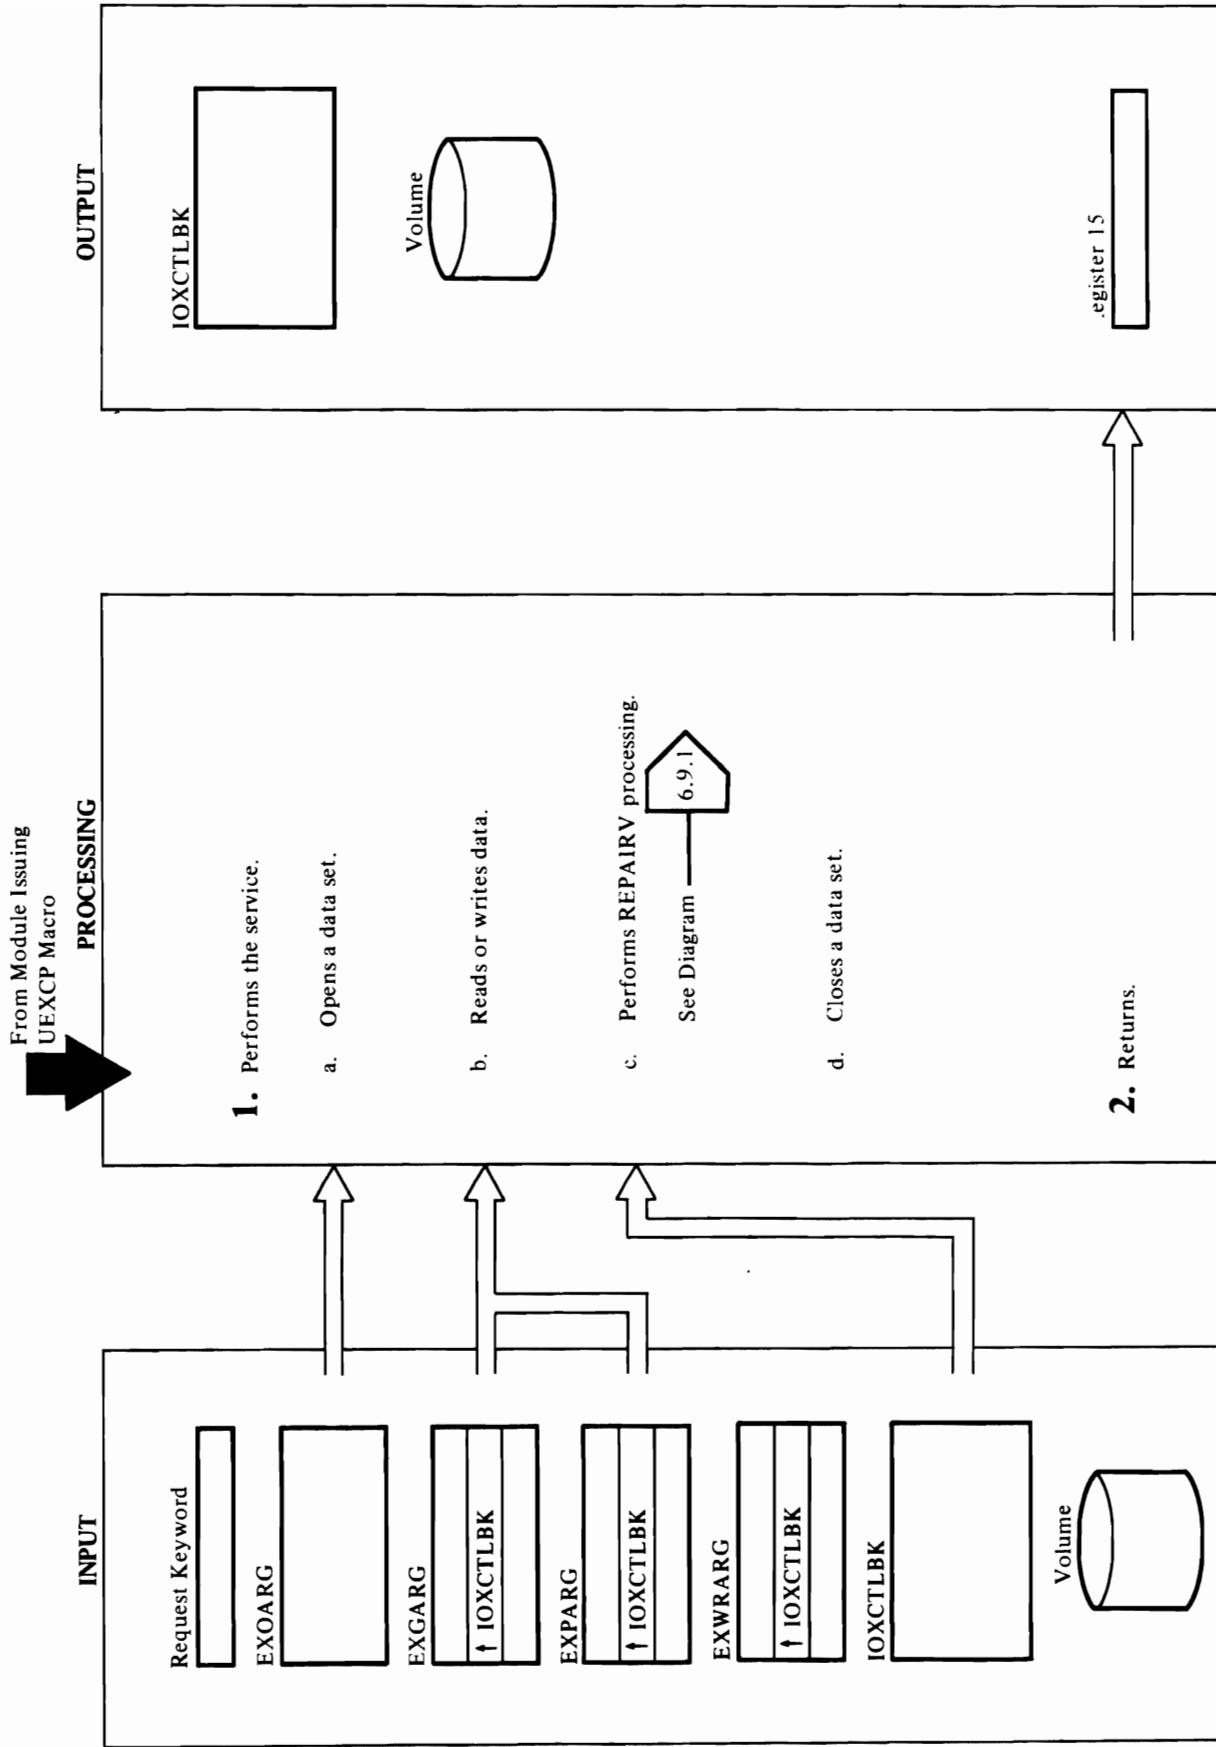 From Module Issuing
UEXCP Macro
INPUT
PROCESSING
OUTPUT
Request Keyword
EXOARG
EXGARG
↑ IOXCTLBK
EXPARG
↑ IOXCTLBK
EXWRARG
↑ IOXCTLBK
IOXCTLBK
Volume
1. Performs the service.
a. Opens a data set.
b. Reads or writes data.
c. Performs REPAIRV processing.
See Diagram
6.9.1
d. Closes a data set.
2. Returns.
IOXCTLBK
Volume
.egister 15